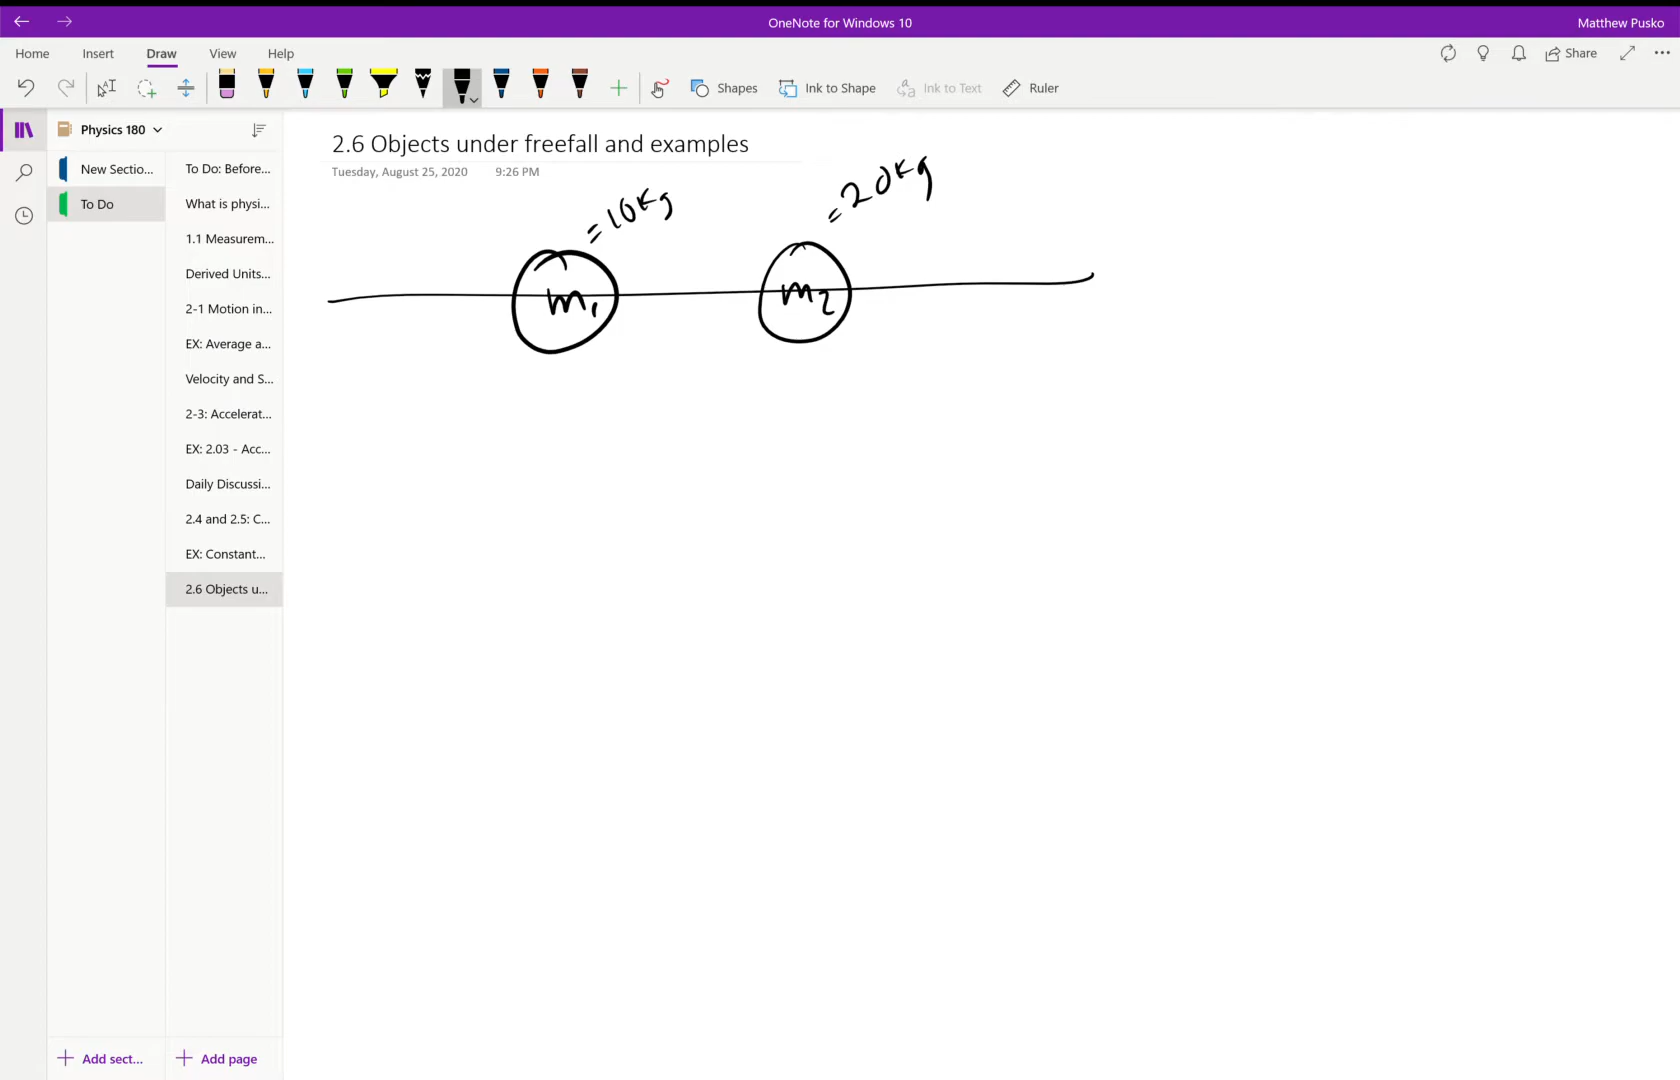 OneNote for Windows 10
Matthew Pusko
Home Insert Draw View Help
Share
Shapes Ink to Shape Ink to Text Ruler
Physics 180
New Sectio...
To Do
To Do: Before...
What is physi...
1.1 Measurem...
Derived Units...
2-1 Motion in...
EX: Average a...
Velocity and S...
2-3: Accelerat...
EX: 2.03 - Acc...
Daily Discussi...
2.4 and 2.5: C...
EX: Constant...
2.6 Objects u...
Add sect...
Add page
2.6 Objects under freefall and examples
Tuesday, August 25, 2020 9:26 PM
= 10 Kg
= 20 Kg
m₁
m₂